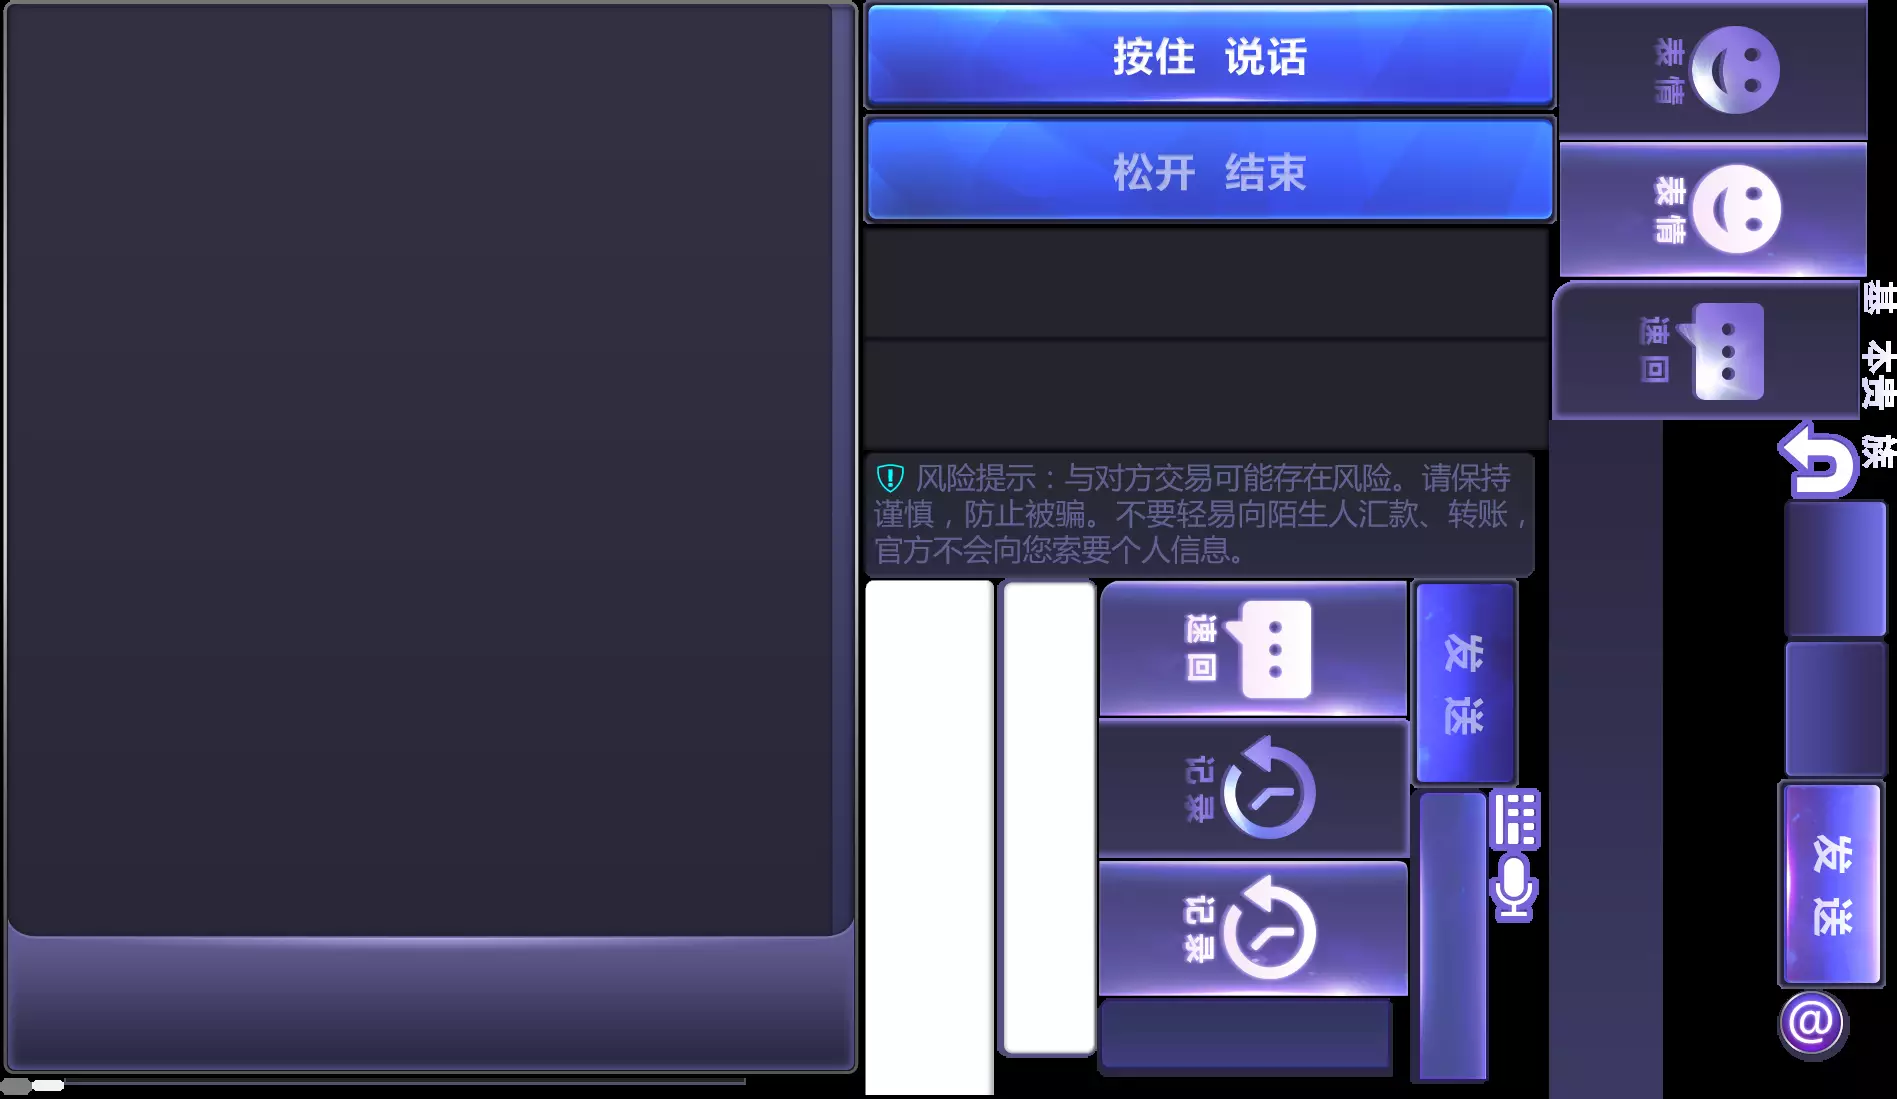 按住 说话
松开 结束
表情
表情
速回
基本
贵族
风险提示：与对方交易可能存在风险。请保持
谨慎，防止被骗。不要轻易向陌生人汇款、转账，
官方不会向您索要个人信息。
速回
发送
记录
记录
发送
@